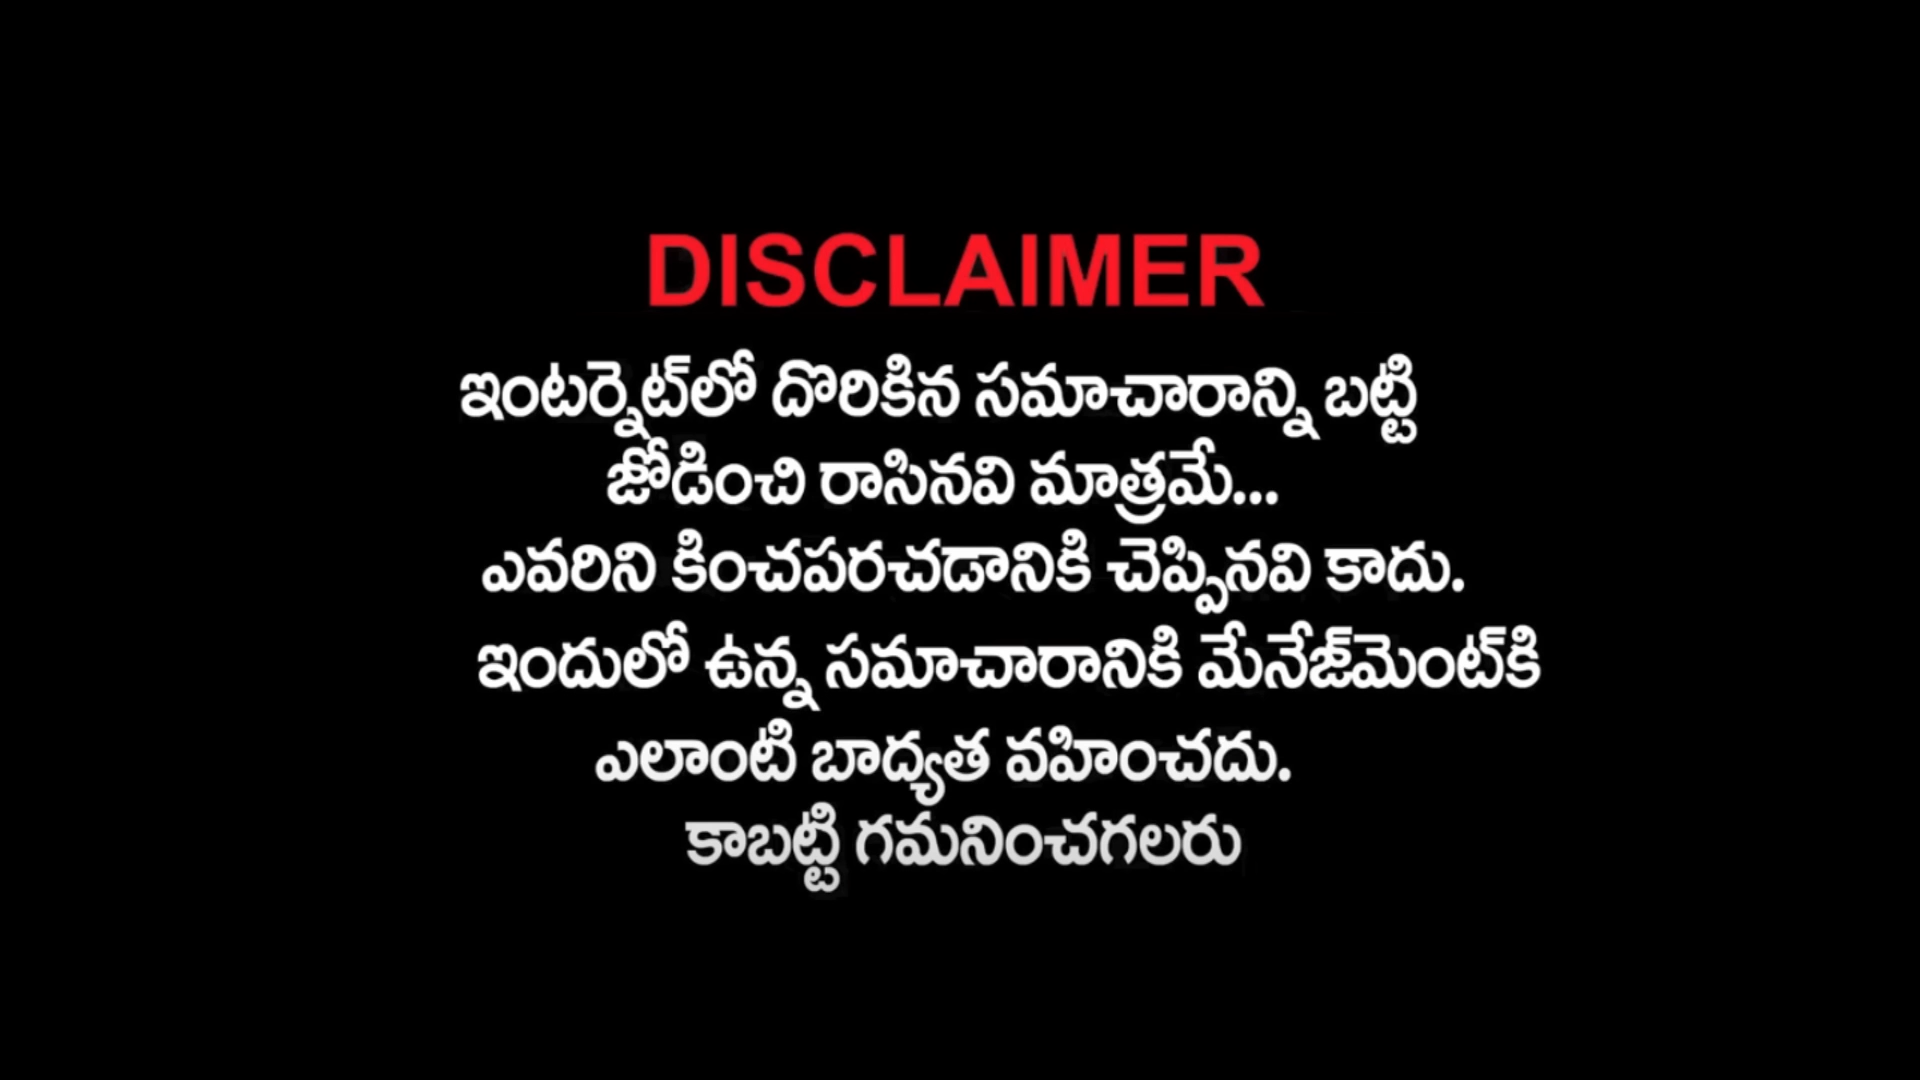 DISCLAIMER
ఇంటర్నెట్‌లో దొరికిన సమాచారాన్ని బట్టి
జోడించి రాసినవి మాత్రమే...
ఎవరిని కించపరచడానికి చెప్పినవి కాదు.
ఇందులో ఉన్న సమాచారానికి మేనేజ్‌మెంట్‌కి
ఎలాంటి బాధ్యత వహించదు.
కాబట్టి గమనించగలరు